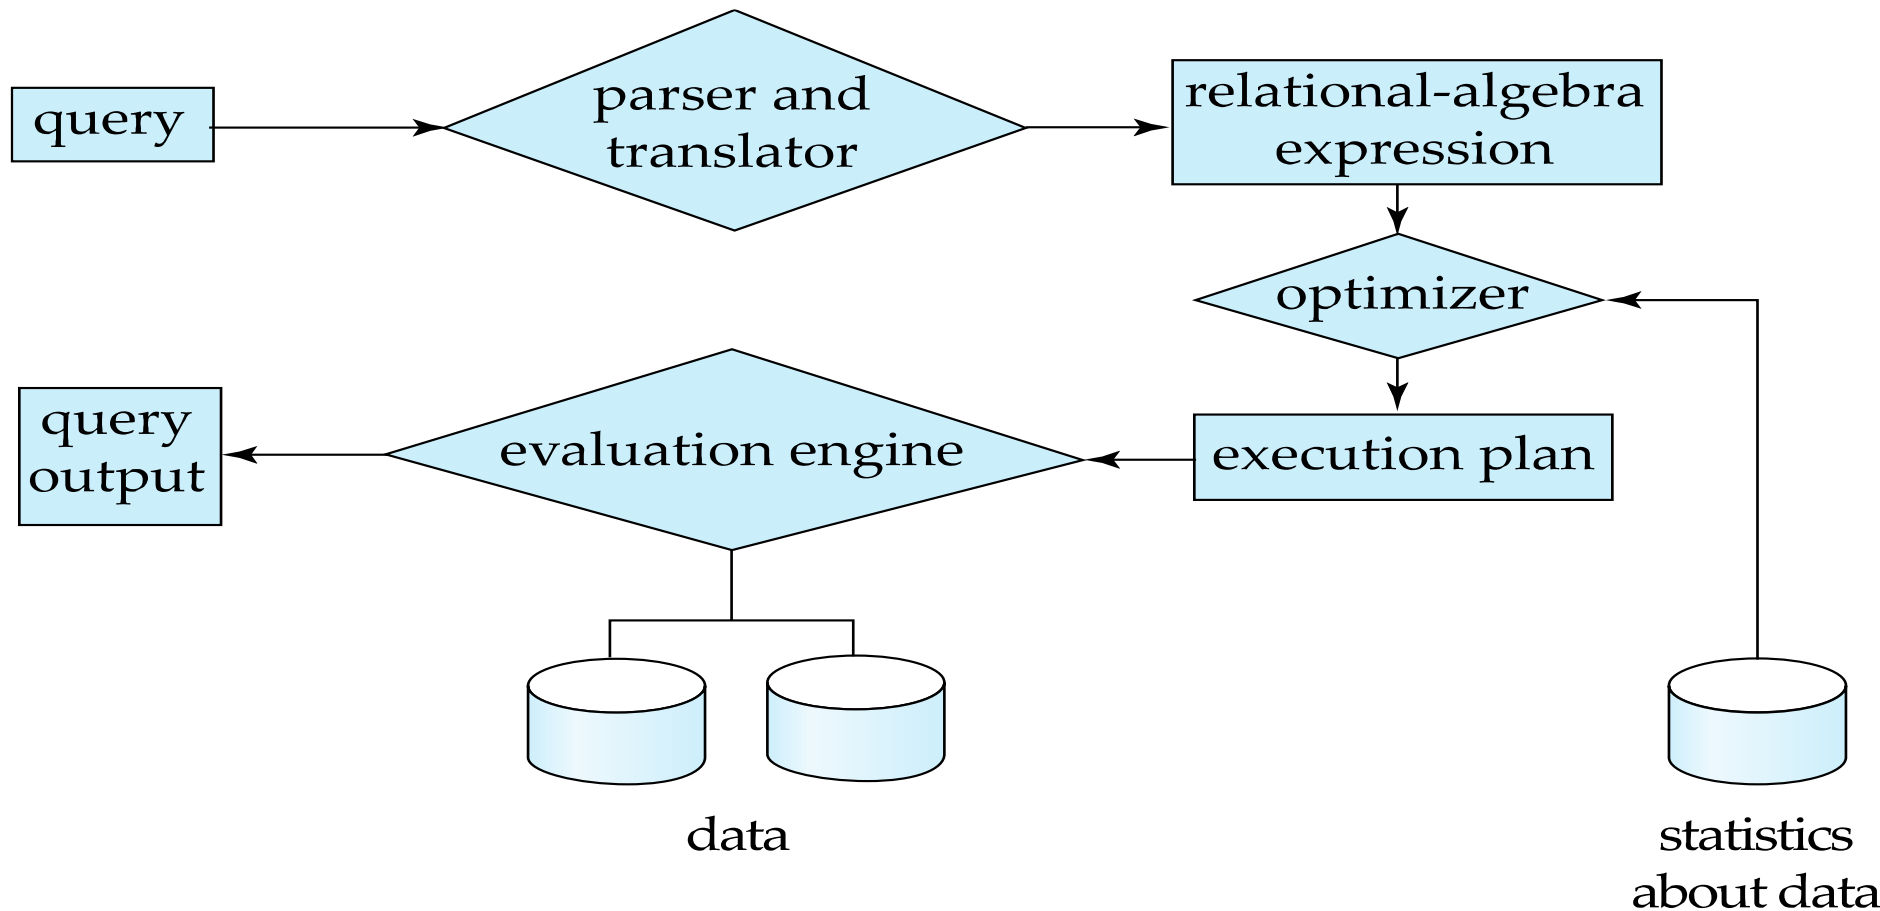 query
parser and
translator
relational-algebra
expression
optimizer
query
output
evaluation engine
execution plan
data
statistics
about data